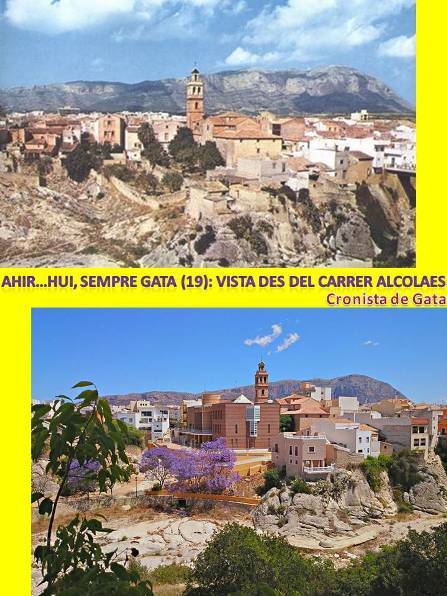 AHIR...HUI, SEMPRE GATA (19): VISTA DES DEL CARRER ALCOLAES
Cronista de Gata